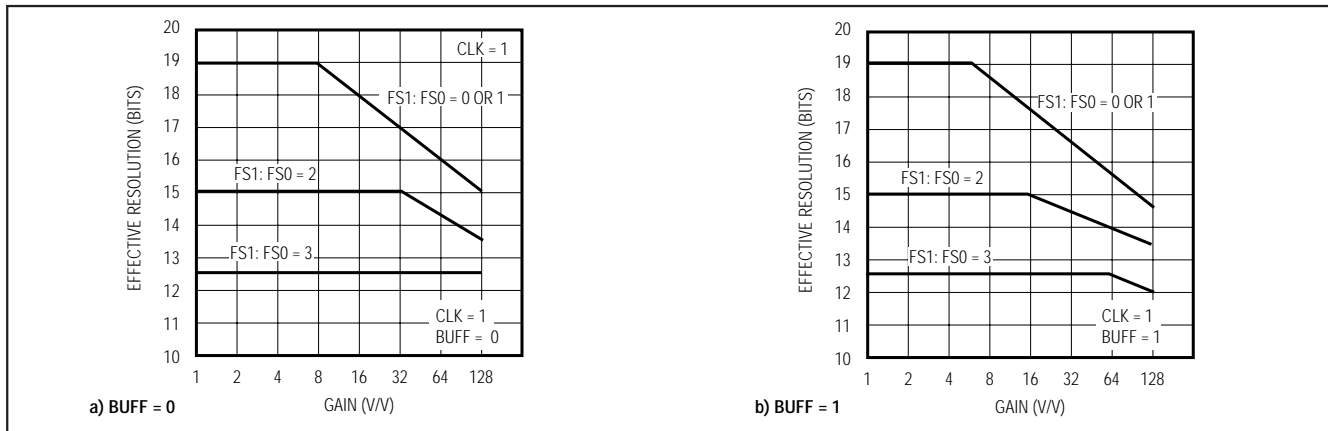 20
19
18
17
16
15
14
13
12
11
10
EFFECTIVE RESOLUTION (BITS)
CLK = 1
FS1: FS0 = 0 OR 1
FS1: FS0 = 2
FS1: FS0 = 3
CLK = 1
BUFF = 0
1 2 4 8 16 32 64 128
GAIN (V/V)
a) BUFF = 0
20
19
18
17
16
15
14
13
12
11
10
EFFECTIVE RESOLUTION (BITS)
FS1: FS0 = 0 OR 1
FS1: FS0 = 2
FS1: FS0 = 3
CLK = 1
BUFF = 1
1 2 4 8 16 32 64 128
GAIN (V/V)
b) BUFF = 1